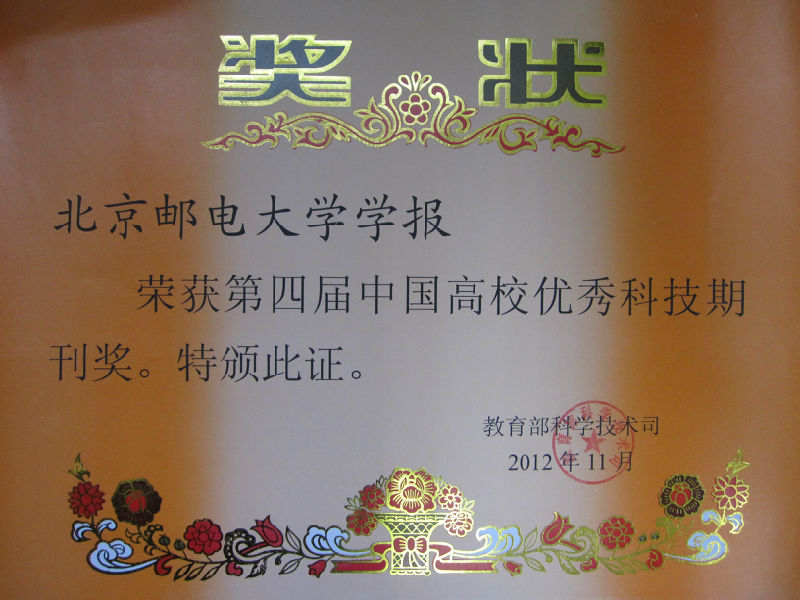 奖状
北京邮电大学学报
荣获第四届中国高校优秀科技期
刊奖。特颁此证。
教育部科学技术司
2012年11月